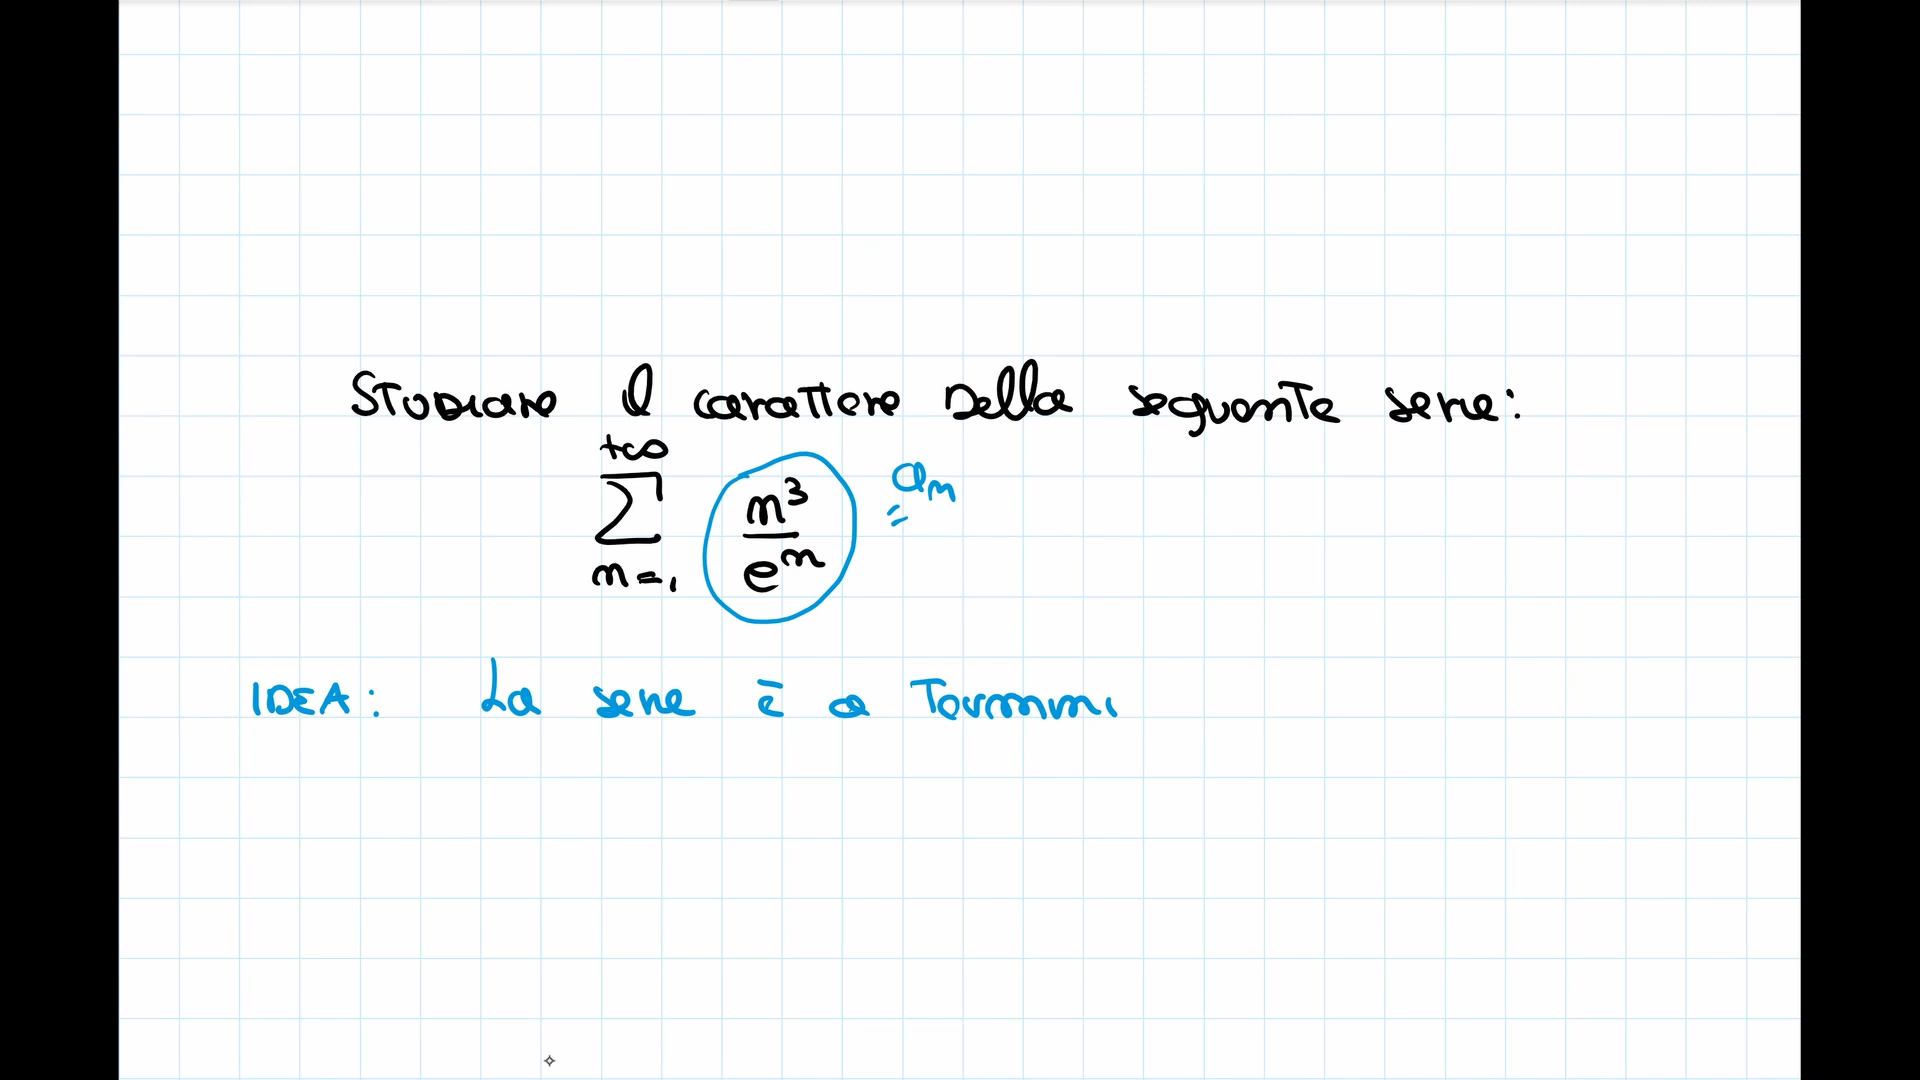 Studiare il carattere della seguente serie:
+∞
∑ n³/eⁿ = aₙ
n=1
IDEA: La serie è a Termini